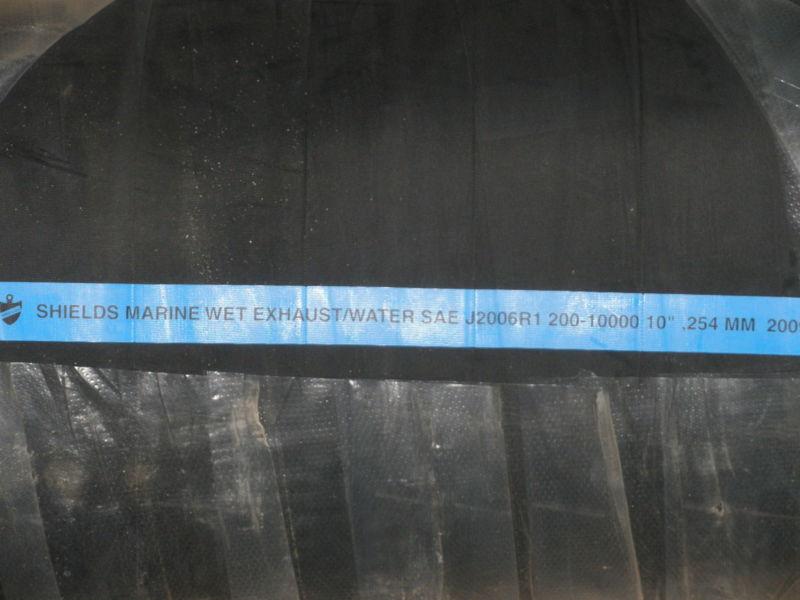 SHIELDS MARINE WET EXHAUST/WATER SAE J2006R1 200-10000 10" .254 MM